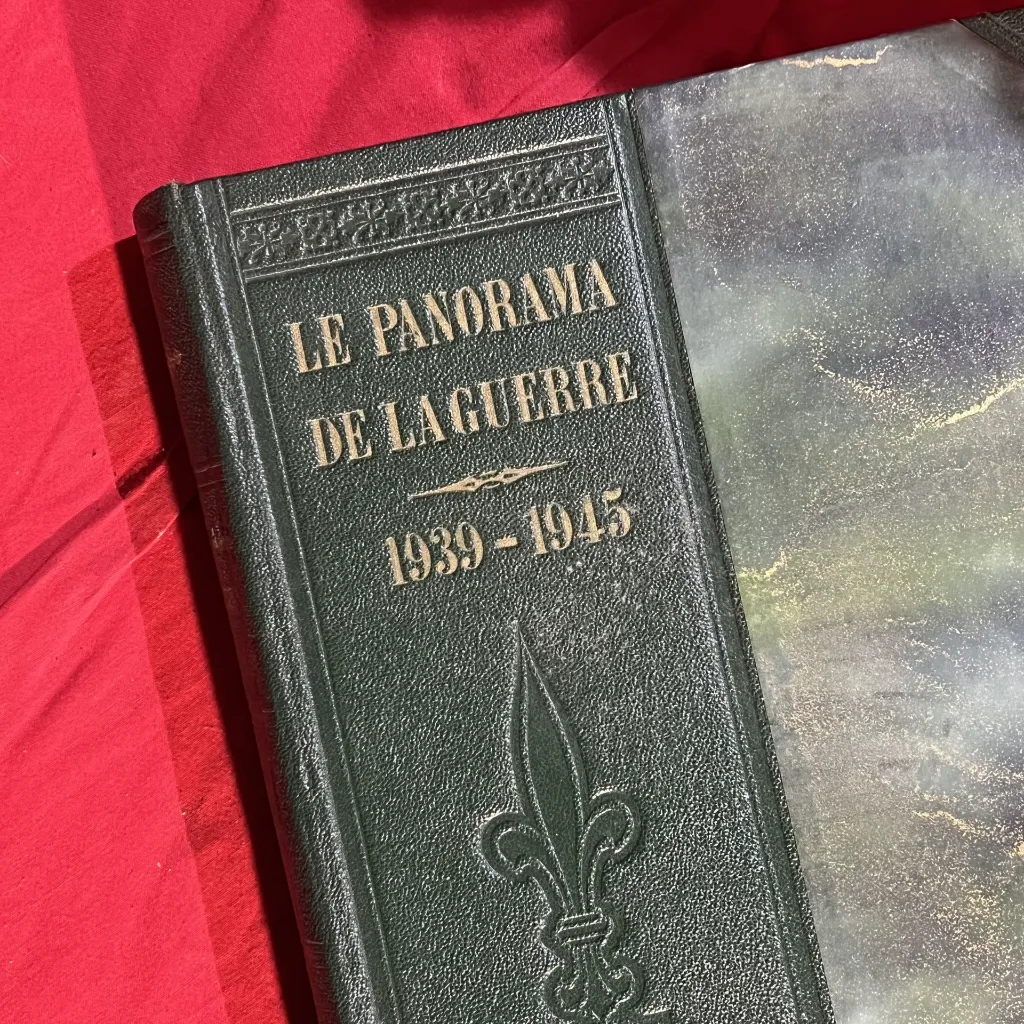 LE PANORAMA
DE LA GUERRE
1939-1945